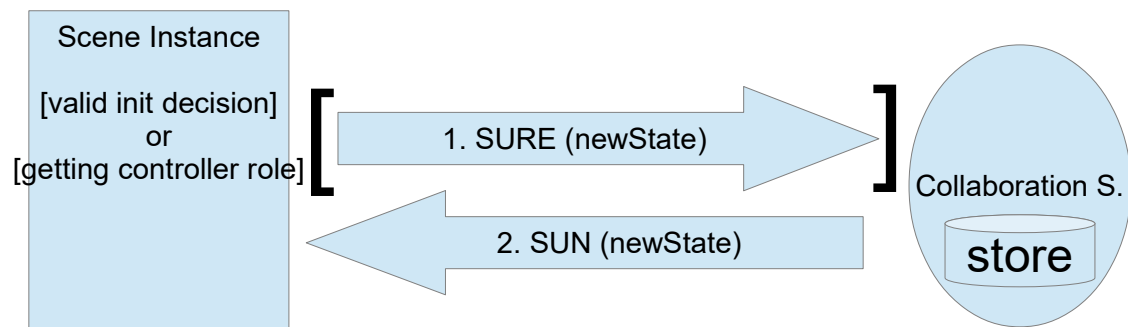 Scene Instance
[valid init decision]
or
[getting controller role]
[
1. SURE (newState)
]
2. SUN (newState)
Collaboration S.
store